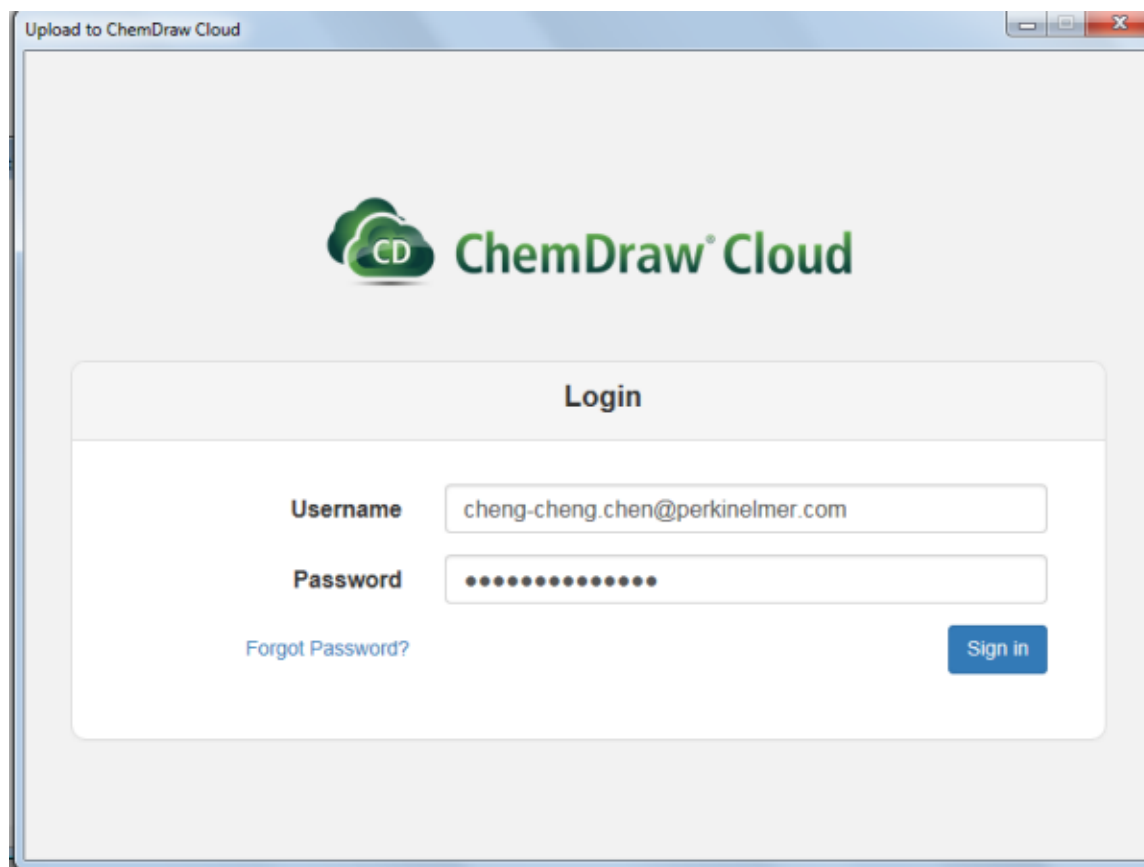 Upload to ChemDraw Cloud
CD
ChemDraw® Cloud
Login
Username
cheng-cheng.chen@perkinelmer.com
Password
●●●●●●●●●●●●●●
Forgot Password?
Sign in